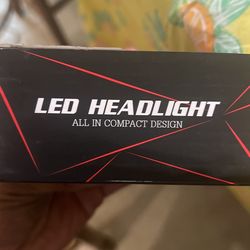 LED HEADLIGHT
ALL IN COMPACT DESIGN